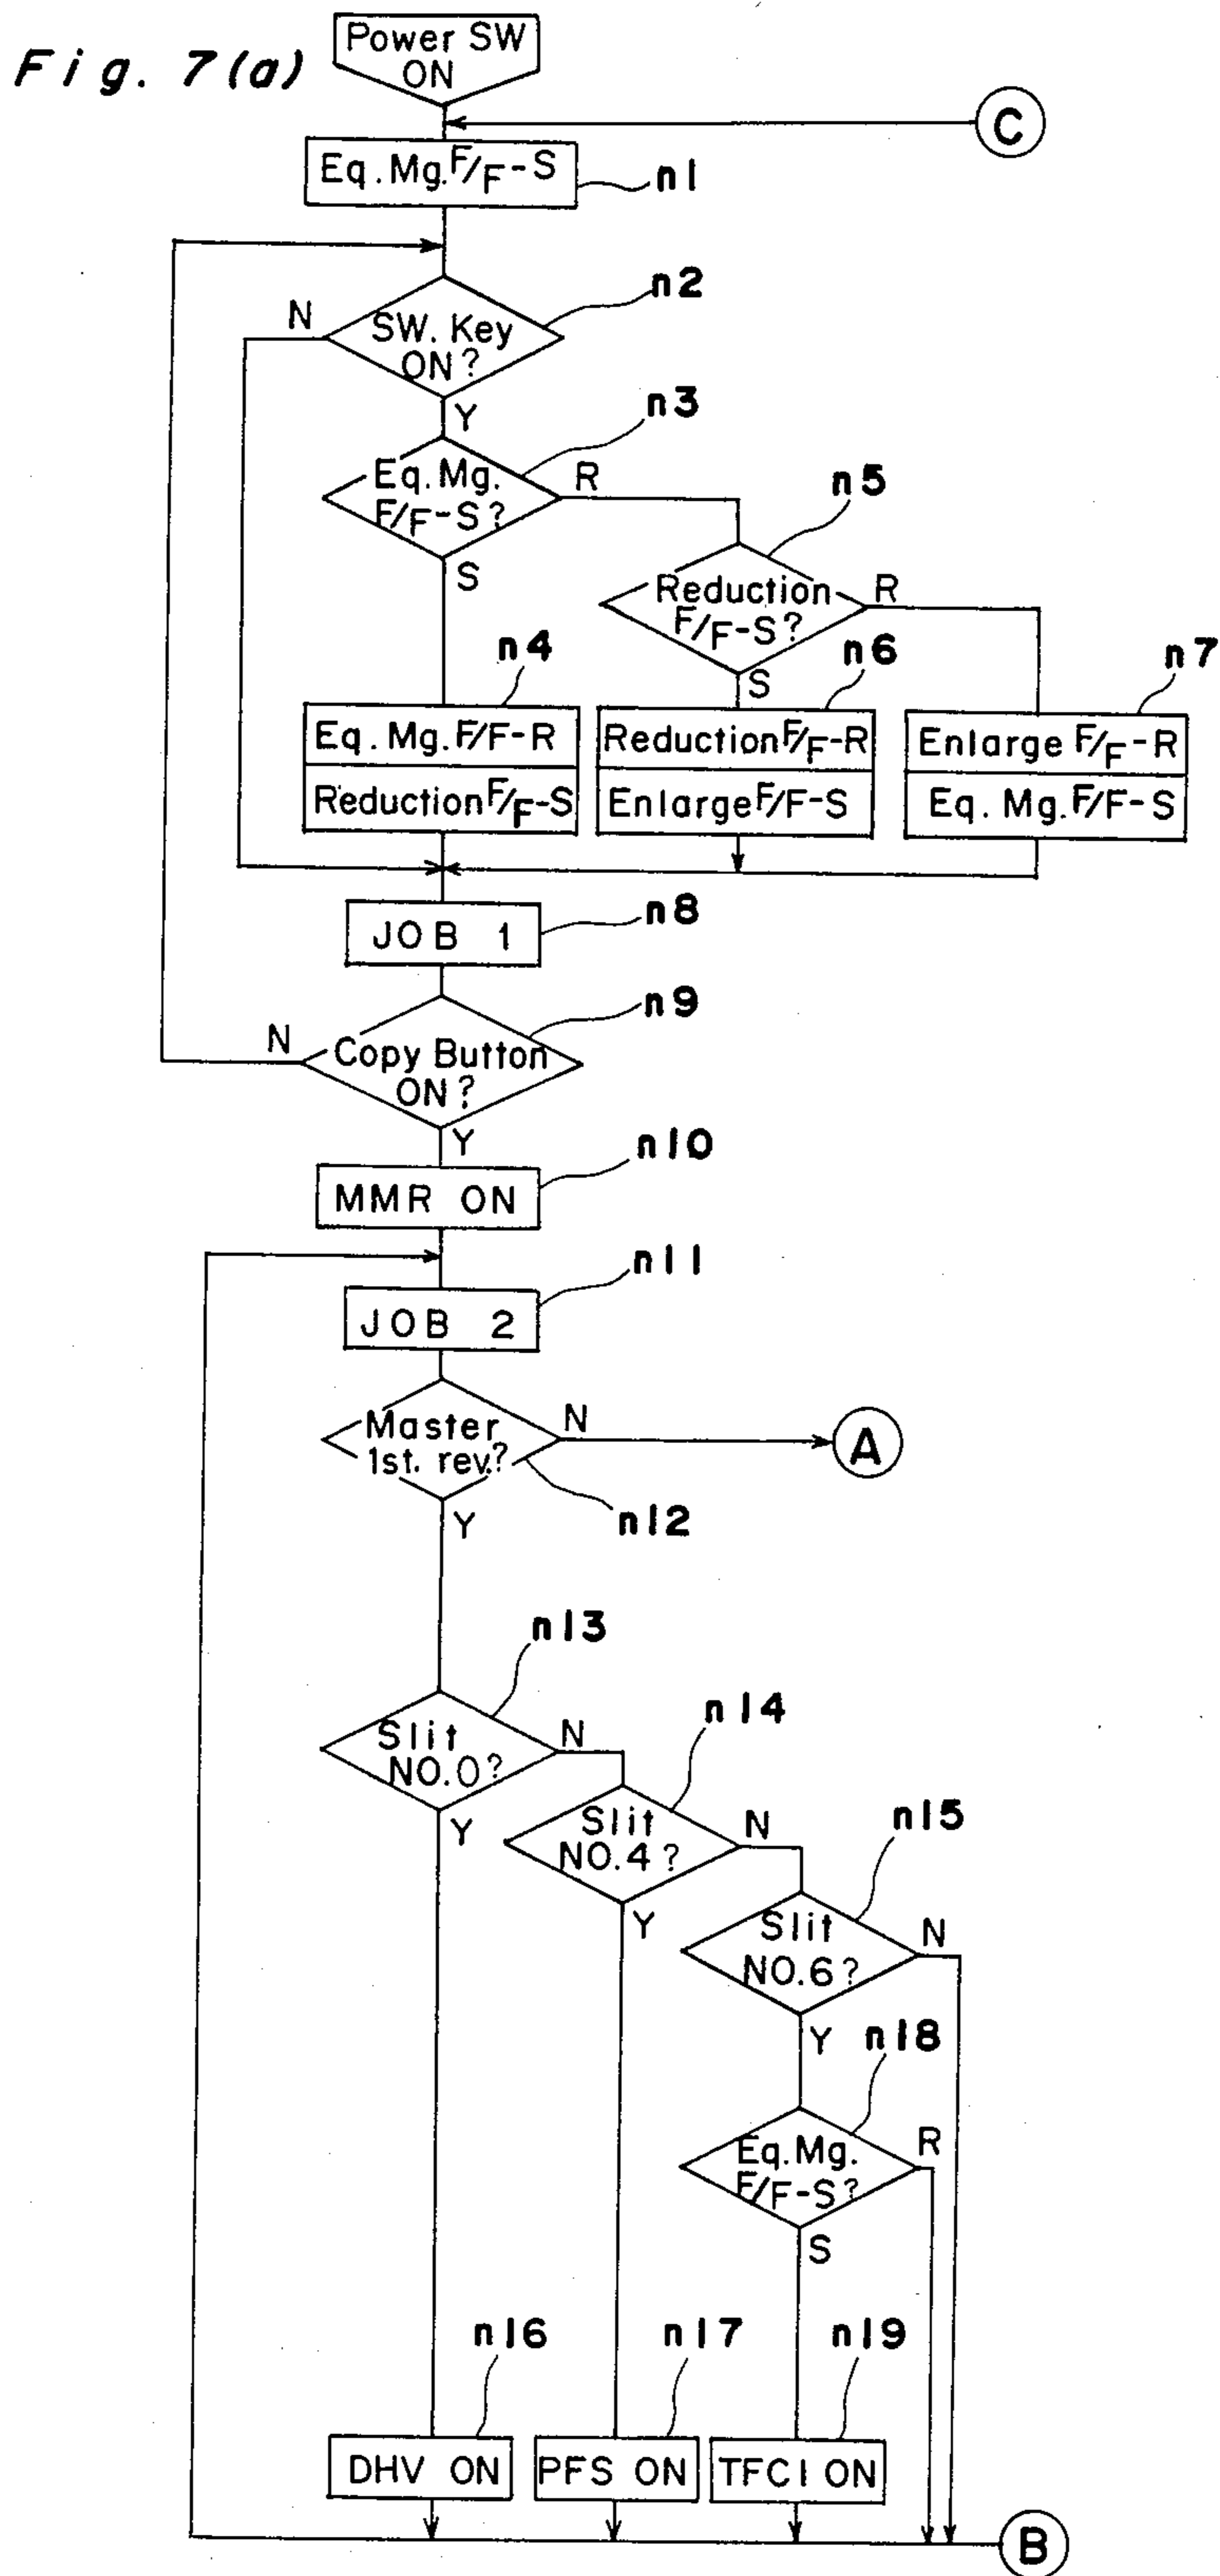 Fig. 7(a)
Power SW
ON
C
Eq. Mg. F/F-S
n1
n2
N
SW. Key
ON?
Y
n3
Eq. Mg.
F/F-S?
R
S
n5
Reduction
F/F-S?
R
S
n4
n6
n7
Eq. Mg. F/F-R
Reduction F/F-S
Reduction F/F-R
Enlarge F/F-S
Enlarge F/F-R
Eq. Mg. F/F-S
JOB 1
n8
n9
N
Copy Button
ON?
Y
n10
MMR ON
n11
JOB 2
Master
1st. rev.?
N
A
n12
Y
n13
Slit
NO.0?
N
Y
n14
Slit
NO.4?
N
Y
n15
Slit
NO.6?
N
Y
n18
Eq. Mg.
F/F-S?
R
S
n16
n17
n19
DHV ON
PFS ON
TFC1 ON
B